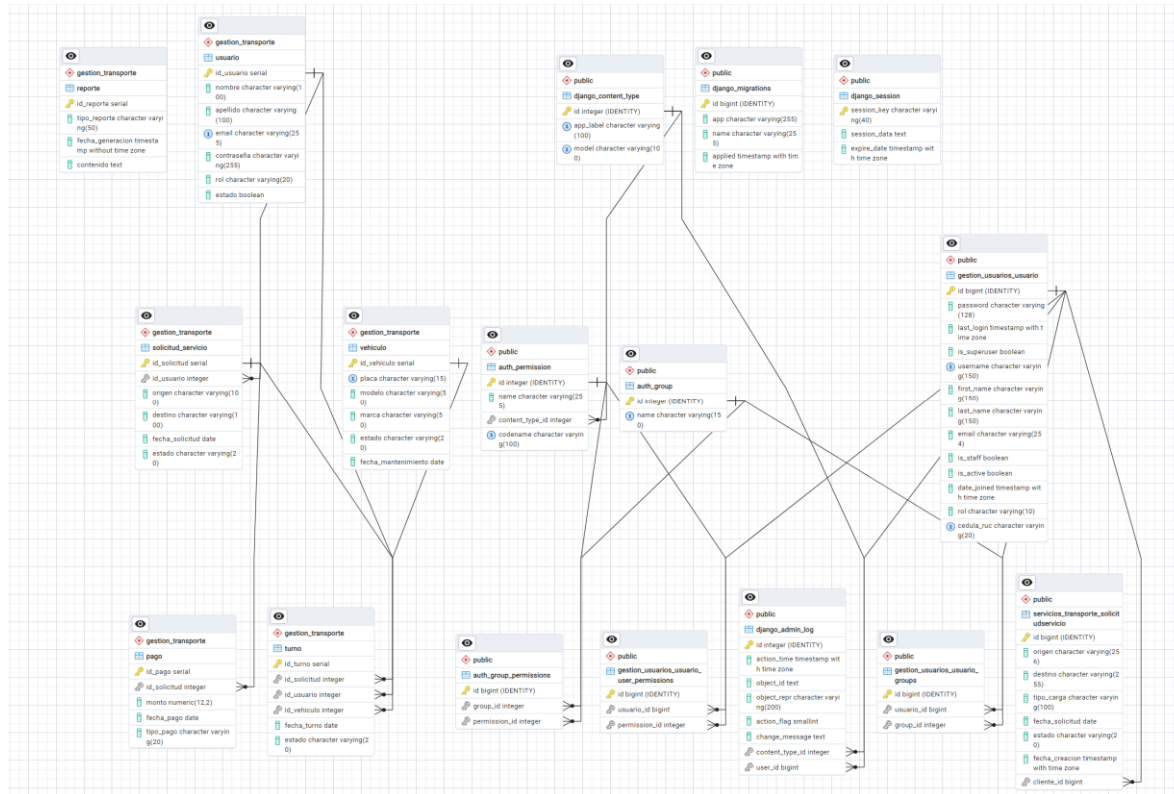 gestion_transporte
reporte
id_reporte serial
tipo_reporte character varyi
ng(50)
fecha_generacion timesta
mp without time zone
contenido text
gestion_transporte
usuario
id_usuario serial
nombre character varying(1
00)
apellido character varying
(100)
email character varying(25
5)
contraseña character varyi
ng(255)
rol character varying(20)
estado boolean
public
django_content_type
id integer (IDENTITY)
app_label character varying
(100)
model character varying(10
0)
public
django_migrations
id bigint (IDENTITY)
app character varying(255)
name character varying(25
5)
applied timestamp with tim
e zone
public
django_session
session_key character varyi
ng(40)
session_data text
expire_date timestamp wit
h time zone
gestion_transporte
solicitud_servicio
id_solicitud serial
id_usuario integer
origen character varying(10
0)
destino character varying(1
00)
fecha_solicitud date
estado character varying(2
0)
gestion_transporte
vehiculo
id_vehiculo serial
placa character varying(15)
modelo character varying(5
0)
marca character varying(5
0)
estado character varying(2
0)
fecha_mantenimiento date
public
auth_permission
id integer (IDENTITY)
name character varying(25
5)
content_type_id integer
codename character varyin
g(100)
public
auth_group
id integer (IDENTITY)
name character varying(15
0)
public
gestion_usuarios_usuario
id bigint (IDENTITY)
password character varying
(128)
last_login timestamp with t
ime zone
is_superuser boolean
username character varyin
g(150)
first_name character varyin
g(150)
last_name character varyin
g(150)
email character varying(25
4)
is_staff boolean
is_active boolean
date_joined timestamp wit
h time zone
rol character varying(10)
cedula_ruc character varyin
g(20)
gestion_transporte
pago
id_pago serial
id_solicitud integer
monto numeric(12,2)
fecha_pago date
tipo_pago character varyin
g(20)
gestion_transporte
turno
id_turno serial
id_solicitud integer
id_usuario integer
id_vehiculo integer
fecha_turno date
estado character varying(2
0)
public
auth_group_permissions
id bigint (IDENTITY)
group_id integer
permission_id integer
public
gestion_usuarios_usuario_
user_permissions
id bigint (IDENTITY)
usuario_id bigint
permission_id integer
public
django_admin_log
id integer (IDENTITY)
action_time timestamp wit
h time zone
object_id text
object_repr character varyi
ng(200)
action_flag smallint
change_message text
content_type_id integer
user_id bigint
public
gestion_usuarios_usuario_
groups
id bigint (IDENTITY)
usuario_id bigint
group_id integer
public
servicios_transporte_solicit
udservicio
id bigint (IDENTITY)
origen character varying(25
6)
destino character varying(2
55)
tipo_carga character varyin
g(100)
fecha_solicitud date
estado character varying(2
0)
fecha_creacion timestamp
with time zone
cliente_id bigint